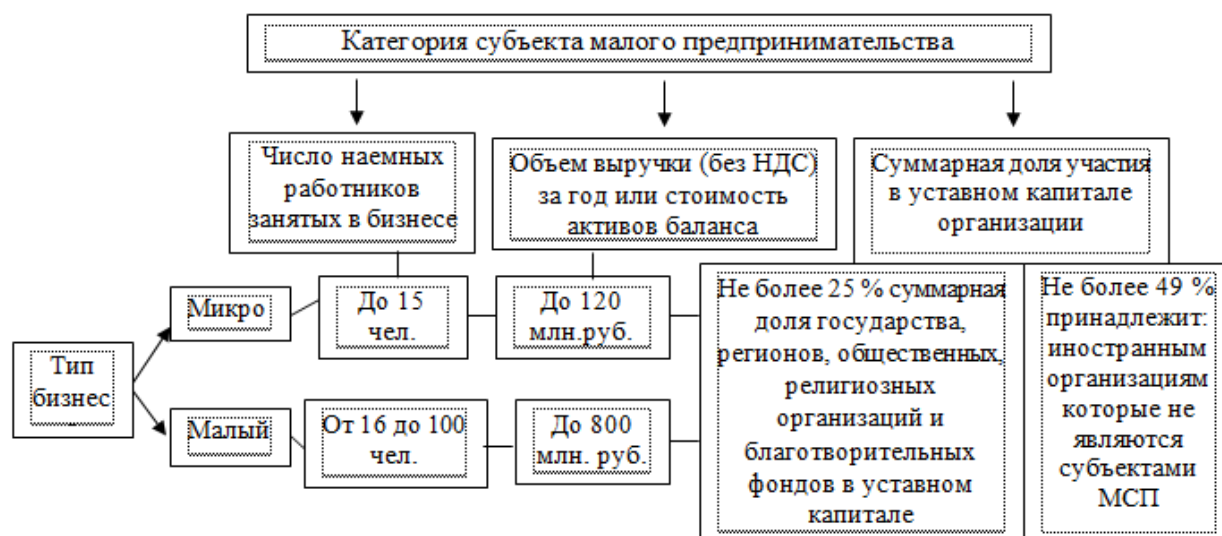 Категория субъекта малого предпринимательства
Число наемных
работников
занятых в бизнесе
Объем выручки (без НДС)
за год или стоимость
активов баланса
Суммарная доля участия
в уставном капитале
организации
Тип
бизнес
Микро
До 15
чел.
До 120
млн.руб.
Малый
От 16 до 100
чел.
До 800
млн. руб.
Не более 25 % суммарная
доля государства,
регионов, общественных,
религиозных
организаций и
благотворительных
фондов в уставном
капитале
Не более 49 %
принадлежит:
иностранным
организациям
которые не
являются
субъектами
МСП